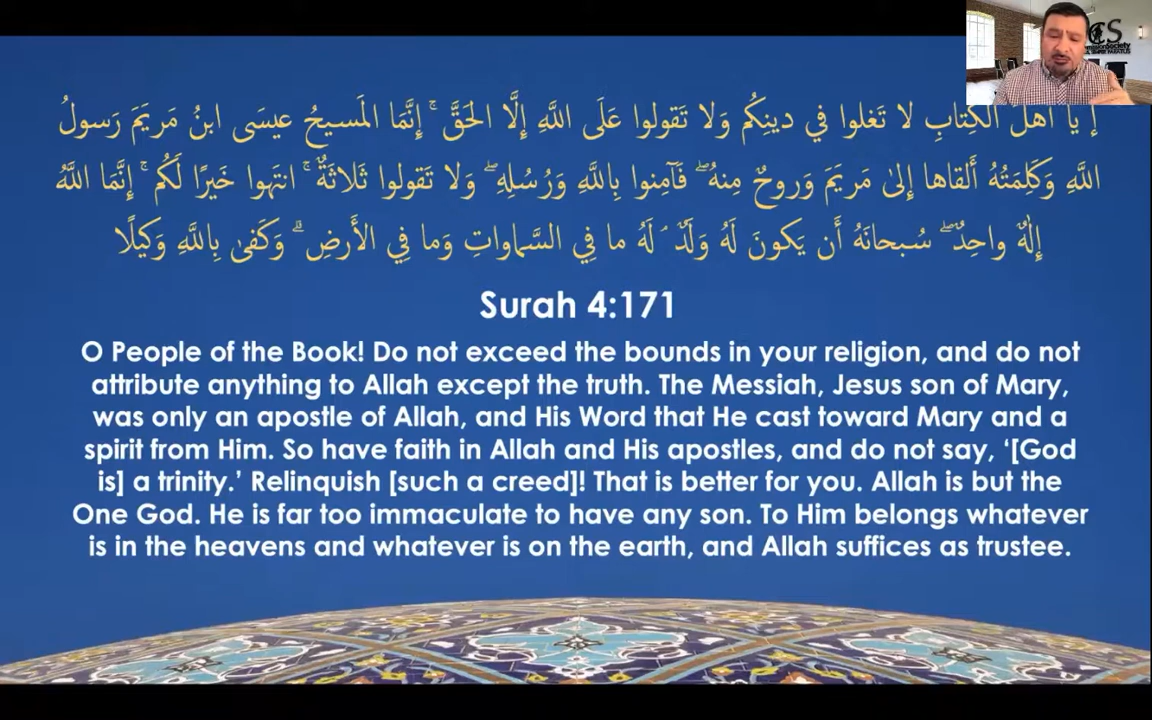 إ يا أهلَ الكِتابِ لا تَغلوا في دينِكُم وَلا تَقولوا عَلَى اللَّهِ إِلَّا الحَقَّ ۚ إِنَّمَا المَسيحُ عيسَى ابنُ مَريَمَ رَسولُ
اللَّهِ وَكَلِمَتُهُ أَلقاها إِلىٰ مَريَمَ وَروحٌ مِنهُ ۖ فَآمِنوا بِاللَّهِ وَرُسُلِهِ ۖ وَلا تَقولوا ثَلاثَةٌ ۚ انتَهوا خَيرًا لَكُم ۚ إِنَّمَا اللَّهُ
إِلٰهٌ واحِدٌ ۖ سُبحانَهُ أَن يَكونَ لَهُ وَلَدٌ ۘ لَهُ ما فِي السَّماواتِ وَما فِي الأَرضِ ۗ وَكَفىٰ بِاللَّهِ وَكيلًا
Surah 4:171
O People of the Book! Do not exceed the bounds in your religion, and do not
attribute anything to Allah except the truth. The Messiah, Jesus son of Mary,
was only an apostle of Allah, and His Word that He cast toward Mary and a
spirit from Him. So have faith in Allah and His apostles, and do not say, ‘[God
is] a trinity.’ Relinquish [such a creed]! That is better for you. Allah is but the
One God. He is far too immaculate to have any son. To Him belongs whatever
is in the heavens and whatever is on the earth, and Allah suffices as trustee.